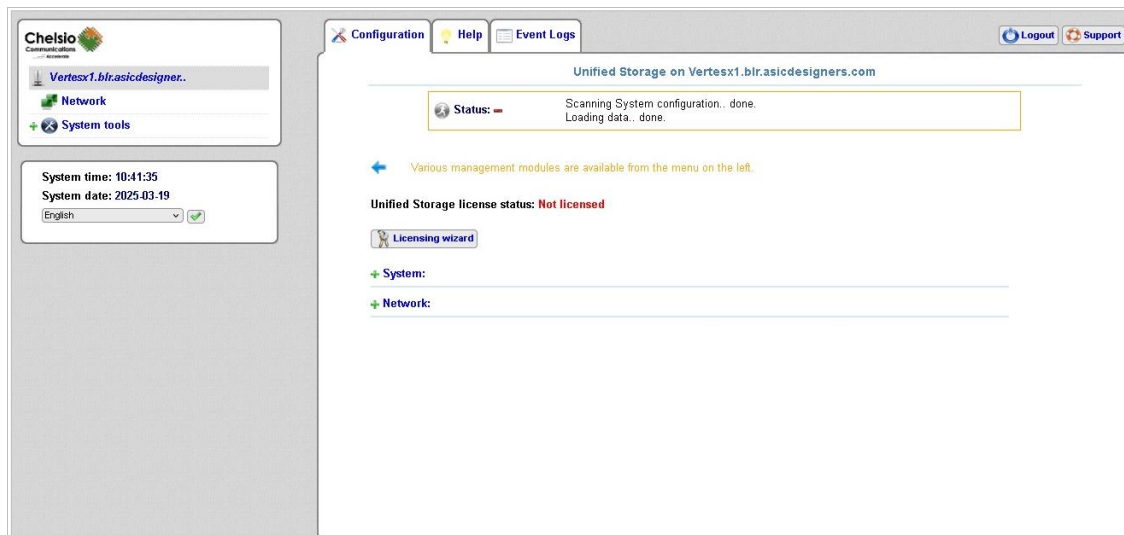 Chelsio
Communications
Accelerate
Vertesx1.blr.asicdesigner..
Network
System tools
System time: 10:41:35
System date: 2025-03-19
English
Configuration
Help
Event Logs
Logout
Support
Unified Storage on Vertesx1.blr.asicdesigners.com
Status:
Scanning System configuration.. done.
Loading data.. done.
Various management modules are available from the menu on the left.
Unified Storage license status: Not licensed
Licensing wizard
System:
Network: